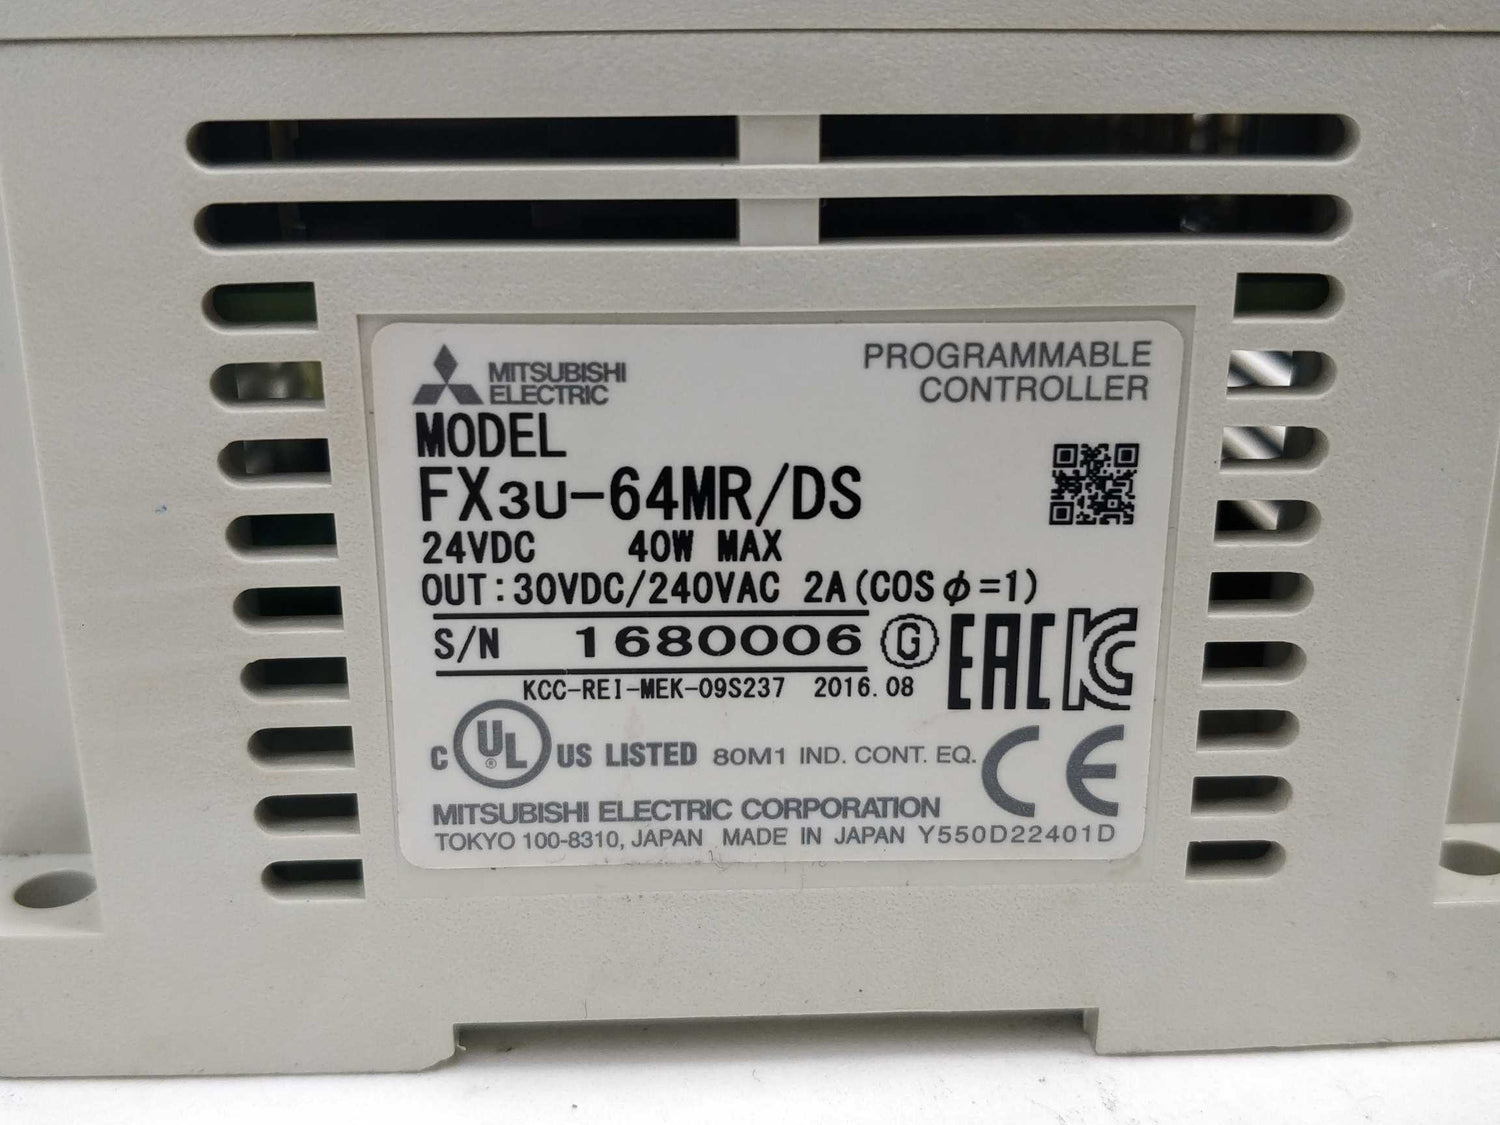 MITSUBISHI
ELECTRIC
PROGRAMMABLE
CONTROLLER
MODEL
FX3U-64MR/DS
24VDC 40W MAX
OUT:30VDC/240VAC 2A(COSφ=1)
S/N 1680006 G EAC KC
KCC-REI-MEK-09S237 2016.08
C UL® US LISTED 80M1 IND. CONT. EQ. CE
MITSUBISHI ELECTRIC CORPORATION
TOKYO 100-8310, JAPAN MADE IN JAPAN Y550D22401D